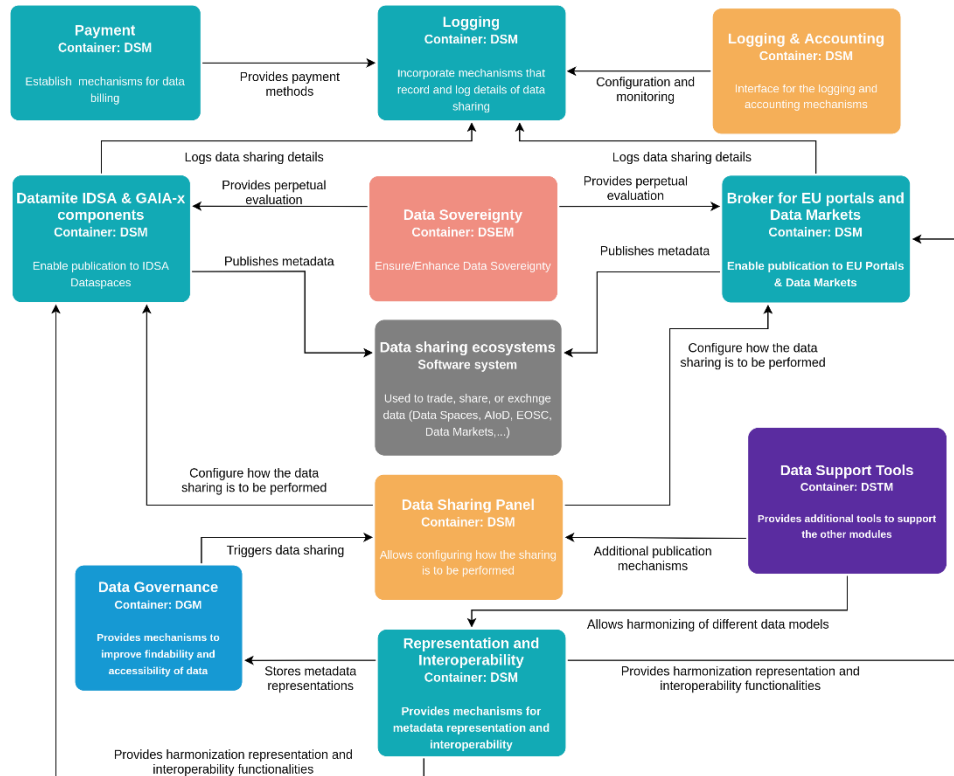 Payment
Container: DSM
Establish mechanisms for data
billing
Provides payment
methods
Logging
Container: DSM
Incorporate mechanisms that
record and log details of data
sharing
Configuration and
monitoring
Logging & Accounting
Container: DSM
Interface for the logging and
accounting mechanisms
Logs data sharing details
Logs data sharing details
Datamite IDSA & GAIA-x
components
Container: DSM
Enable publication to IDSA
Dataspaces
Provides perpetual
evaluation
Publishes metadata
Data Sovereignty
Container: DSEM
Ensure/Enhance Data Sovereignty
Provides perpetual
evaluation
Publishes
metadata
Broker for EU portals and
Data Markets
Container: DSM
Enable publication to EU Portals
& Data Markets
Data sharing ecosystems
Software system
Used to trade, share, or exchnge
data (Data Spaces, AIoD, EOSC,
Data Markets,...)
Configure how the data
sharing is to be performed
Configure how the data
sharing is to be performed
Data Sharing Panel
Container: DSM
Allows configuring how the sharing
is to be performed
Data Support Tools
Container: DSTM
Provides additional tools to support
the other modules
Triggers data sharing
Additional publication
mechanisms
Data Governance
Container: DGM
Provides mechanisms to
improve findability and
accessibility of data
Allows harmonizing of different data models
Stores metadata
representations
Representation and
Interoperability
Container: DSM
Provides mechanisms for
metadata representation and
interoperability
Provides harmonization representation and
interoperability functionalities
Provides harmonization representation and
interoperability functionalities